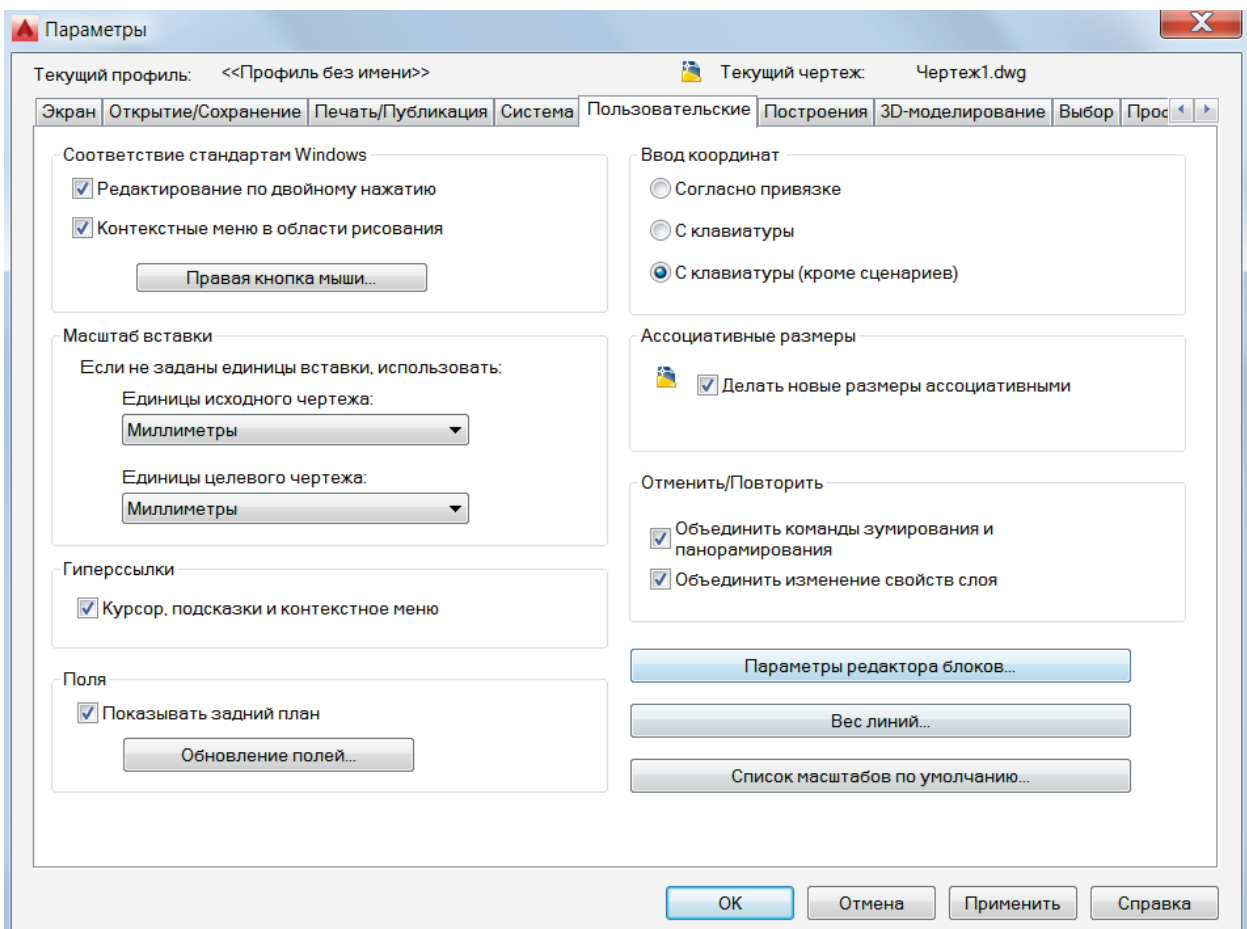 Параметры
Текущий профиль: <<Профиль без имени>> Текущий чертеж: Чертеж1.dwg
Экран Открытие/Сохранение Печать/Публикация Система Пользовательские Построения 3D-моделирование Выбор Проф
Соответствие стандартам Windows
Редактирование по двойному нажатию
Контекстные меню в области рисования
Правая кнопка мыши...
Масштаб вставки
Если не заданы единицы вставки, использовать:
Единицы исходного чертежа:
Миллиметры
Единицы целевого чертежа:
Миллиметры
Гиперссылки
Курсор, подсказки и контекстное меню
Поля
Показывать задний план
Обновление полей...
Ввод координат
Согласно привязке
С клавиатуры
С клавиатуры (кроме сценариев)
Ассоциативные размеры
Делать новые размеры ассоциативными
Отменить/Повторить
Объединить команды зумирования и
панорамирования
Объединить изменение свойств слоя
Параметры редактора блоков...
Вес линий...
Список масштабов по умолчанию...
OK Отмена Применить Справка